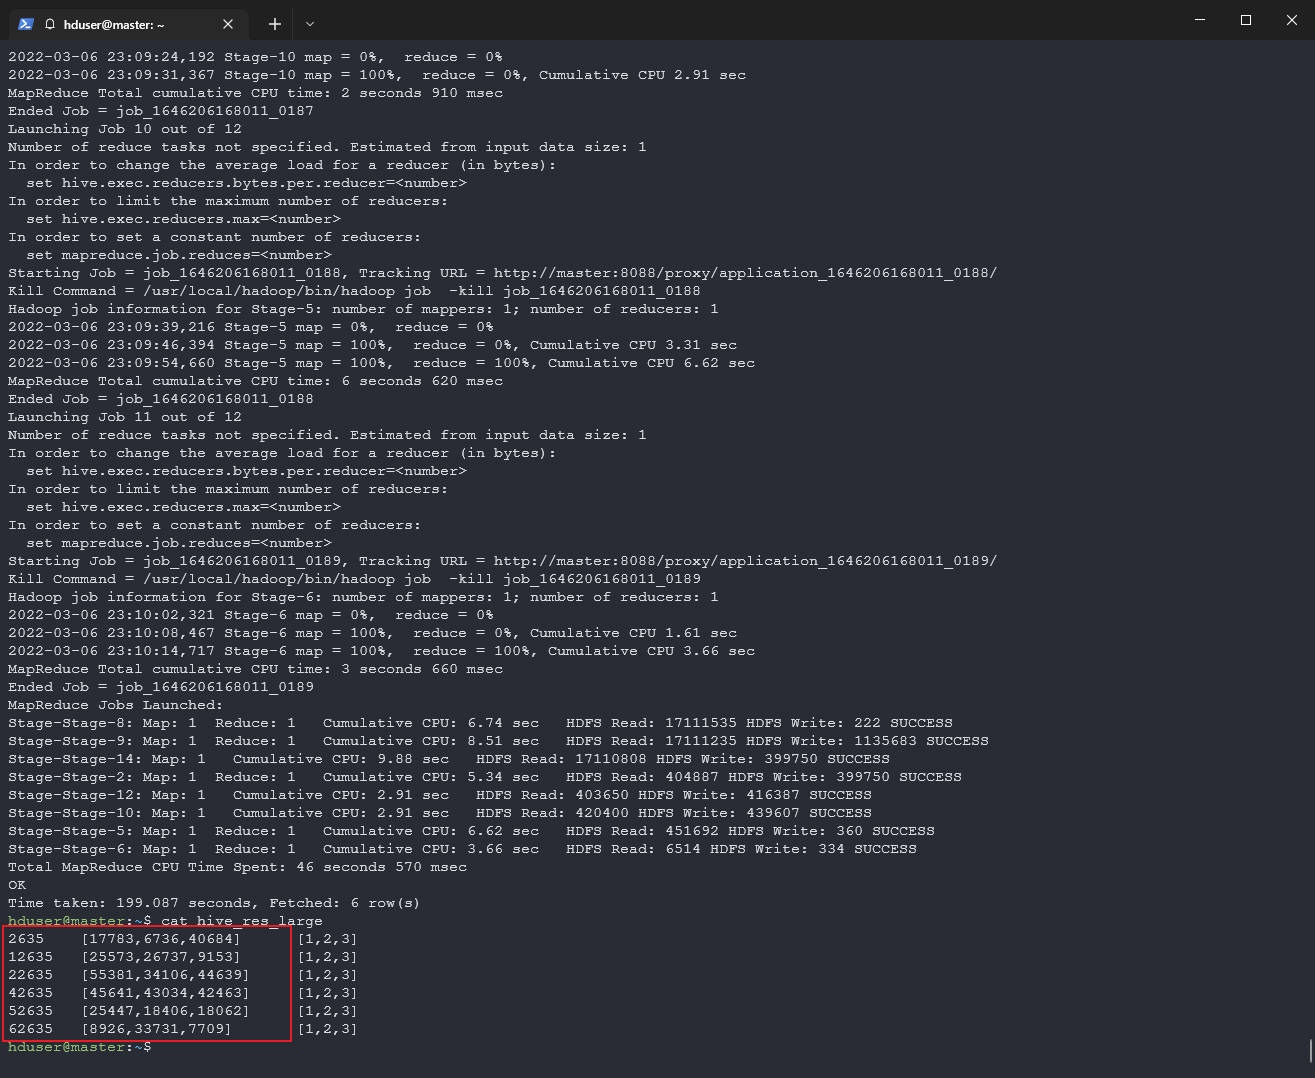 hduser@master: ~
2022-03-06 23:09:24,192 Stage-10 map = 0%,  reduce = 0%
2022-03-06 23:09:31,367 Stage-10 map = 100%,  reduce = 0%, Cumulative CPU 2.91 sec
MapReduce Total cumulative CPU time: 2 seconds 910 msec
Ended Job = job_1646206168011_0187
Launching Job 10 out of 12
Number of reduce tasks not specified. Estimated from input data size: 1
In order to change the average load for a reducer (in bytes):
  set hive.exec.reducers.bytes.per.reducer=<number>
In order to limit the maximum number of reducers:
  set hive.exec.reducers.max=<number>
In order to set a constant number of reducers:
  set mapreduce.job.reduces=<number>
Starting Job = job_1646206168011_0188, Tracking URL = http://master:8088/proxy/application_1646206168011_0188/
Kill Command = /usr/local/hadoop/bin/hadoop job  -kill job_1646206168011_0188
Hadoop job information for Stage-5: number of mappers: 1; number of reducers: 1
2022-03-06 23:09:39,216 Stage-5 map = 0%,  reduce = 0%
2022-03-06 23:09:46,394 Stage-5 map = 100%,  reduce = 0%, Cumulative CPU 3.31 sec
2022-03-06 23:09:54,660 Stage-5 map = 100%,  reduce = 100%, Cumulative CPU 6.62 sec
MapReduce Total cumulative CPU time: 6 seconds 620 msec
Ended Job = job_1646206168011_0188
Launching Job 11 out of 12
Number of reduce tasks not specified. Estimated from input data size: 1
In order to change the average load for a reducer (in bytes):
  set hive.exec.reducers.bytes.per.reducer=<number>
In order to limit the maximum number of reducers:
  set hive.exec.reducers.max=<number>
In order to set a constant number of reducers:
  set mapreduce.job.reduces=<number>
Starting Job = job_1646206168011_0189, Tracking URL = http://master:8088/proxy/application_1646206168011_0189/
Kill Command = /usr/local/hadoop/bin/hadoop job  -kill job_1646206168011_0189
Hadoop job information for Stage-6: number of mappers: 1; number of reducers: 1
2022-03-06 23:10:02,321 Stage-6 map = 0%,  reduce = 0%
2022-03-06 23:10:08,467 Stage-6 map = 100%,  reduce = 0%, Cumulative CPU 1.61 sec
2022-03-06 23:10:14,717 Stage-6 map = 100%,  reduce = 100%, Cumulative CPU 3.66 sec
MapReduce Total cumulative CPU time: 3 seconds 660 msec
Ended Job = job_1646206168011_0189
MapReduce Jobs Launched:
Stage-Stage-8: Map: 1  Reduce: 1   Cumulative CPU: 6.74 sec   HDFS Read: 17111535 HDFS Write: 222 SUCCESS
Stage-Stage-9: Map: 1  Reduce: 1   Cumulative CPU: 8.51 sec   HDFS Read: 17111235 HDFS Write: 1135683 SUCCESS
Stage-Stage-14: Map: 1   Cumulative CPU: 9.88 sec   HDFS Read: 17110808 HDFS Write: 399750 SUCCESS
Stage-Stage-2: Map: 1  Reduce: 1   Cumulative CPU: 5.34 sec   HDFS Read: 404887 HDFS Write: 399750 SUCCESS
Stage-Stage-12: Map: 1   Cumulative CPU: 2.91 sec   HDFS Read: 403650 HDFS Write: 416387 SUCCESS
Stage-Stage-10: Map: 1   Cumulative CPU: 2.91 sec   HDFS Read: 420400 HDFS Write: 439607 SUCCESS
Stage-Stage-5: Map: 1  Reduce: 1   Cumulative CPU: 6.62 sec   HDFS Read: 451692 HDFS Write: 360 SUCCESS
Stage-Stage-6: Map: 1  Reduce: 1   Cumulative CPU: 3.66 sec   HDFS Read: 6514 HDFS Write: 334 SUCCESS
Total MapReduce CPU Time Spent: 46 seconds 570 msec
OK
Time taken: 199.087 seconds, Fetched: 6 row(s)
hduser@master:~$ cat hive_res_large
2635    [17783,6736,40684]      [1,2,3]
12635   [25573,26737,9153]      [1,2,3]
22635   [55381,34106,44639]     [1,2,3]
42635   [45641,43034,42463]     [1,2,3]
52635   [25447,18406,18062]     [1,2,3]
62635   [8926,33731,7709]       [1,2,3]
hduser@master:~$